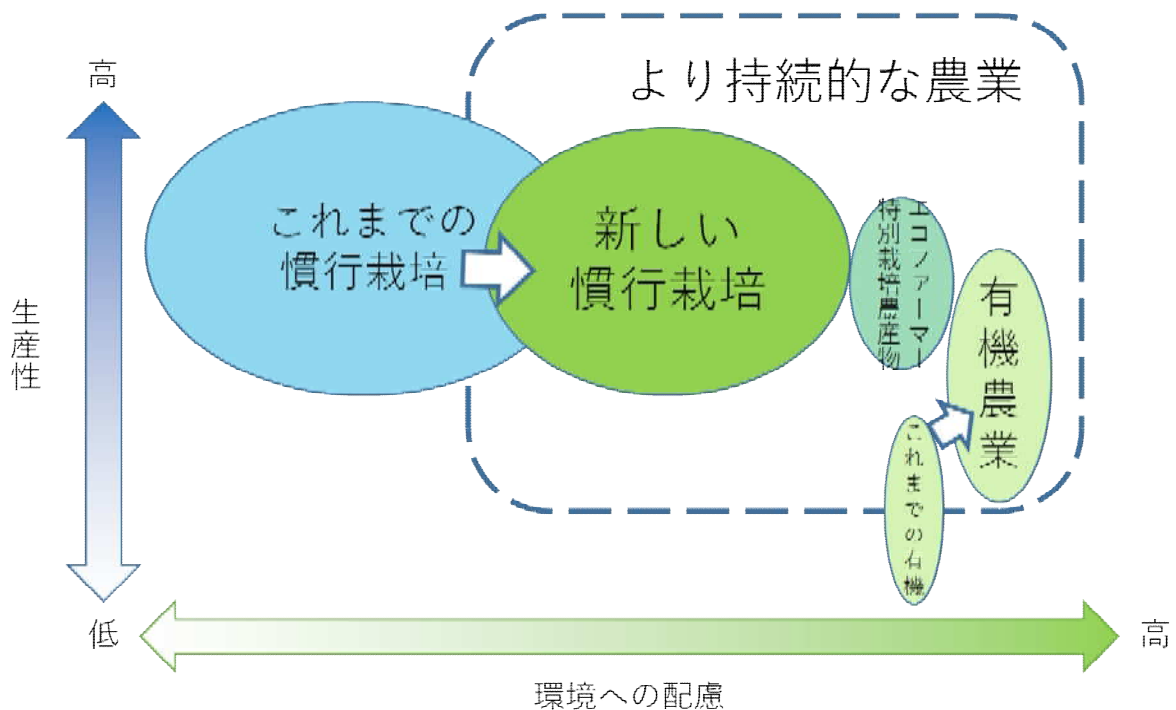 より持続的な農業
高
これまでの
慣行栽培
新しい
慣行栽培
エコファーマー
特別栽培農産物
有機農業
これまでの有機
生産性
低
高
環境への配慮